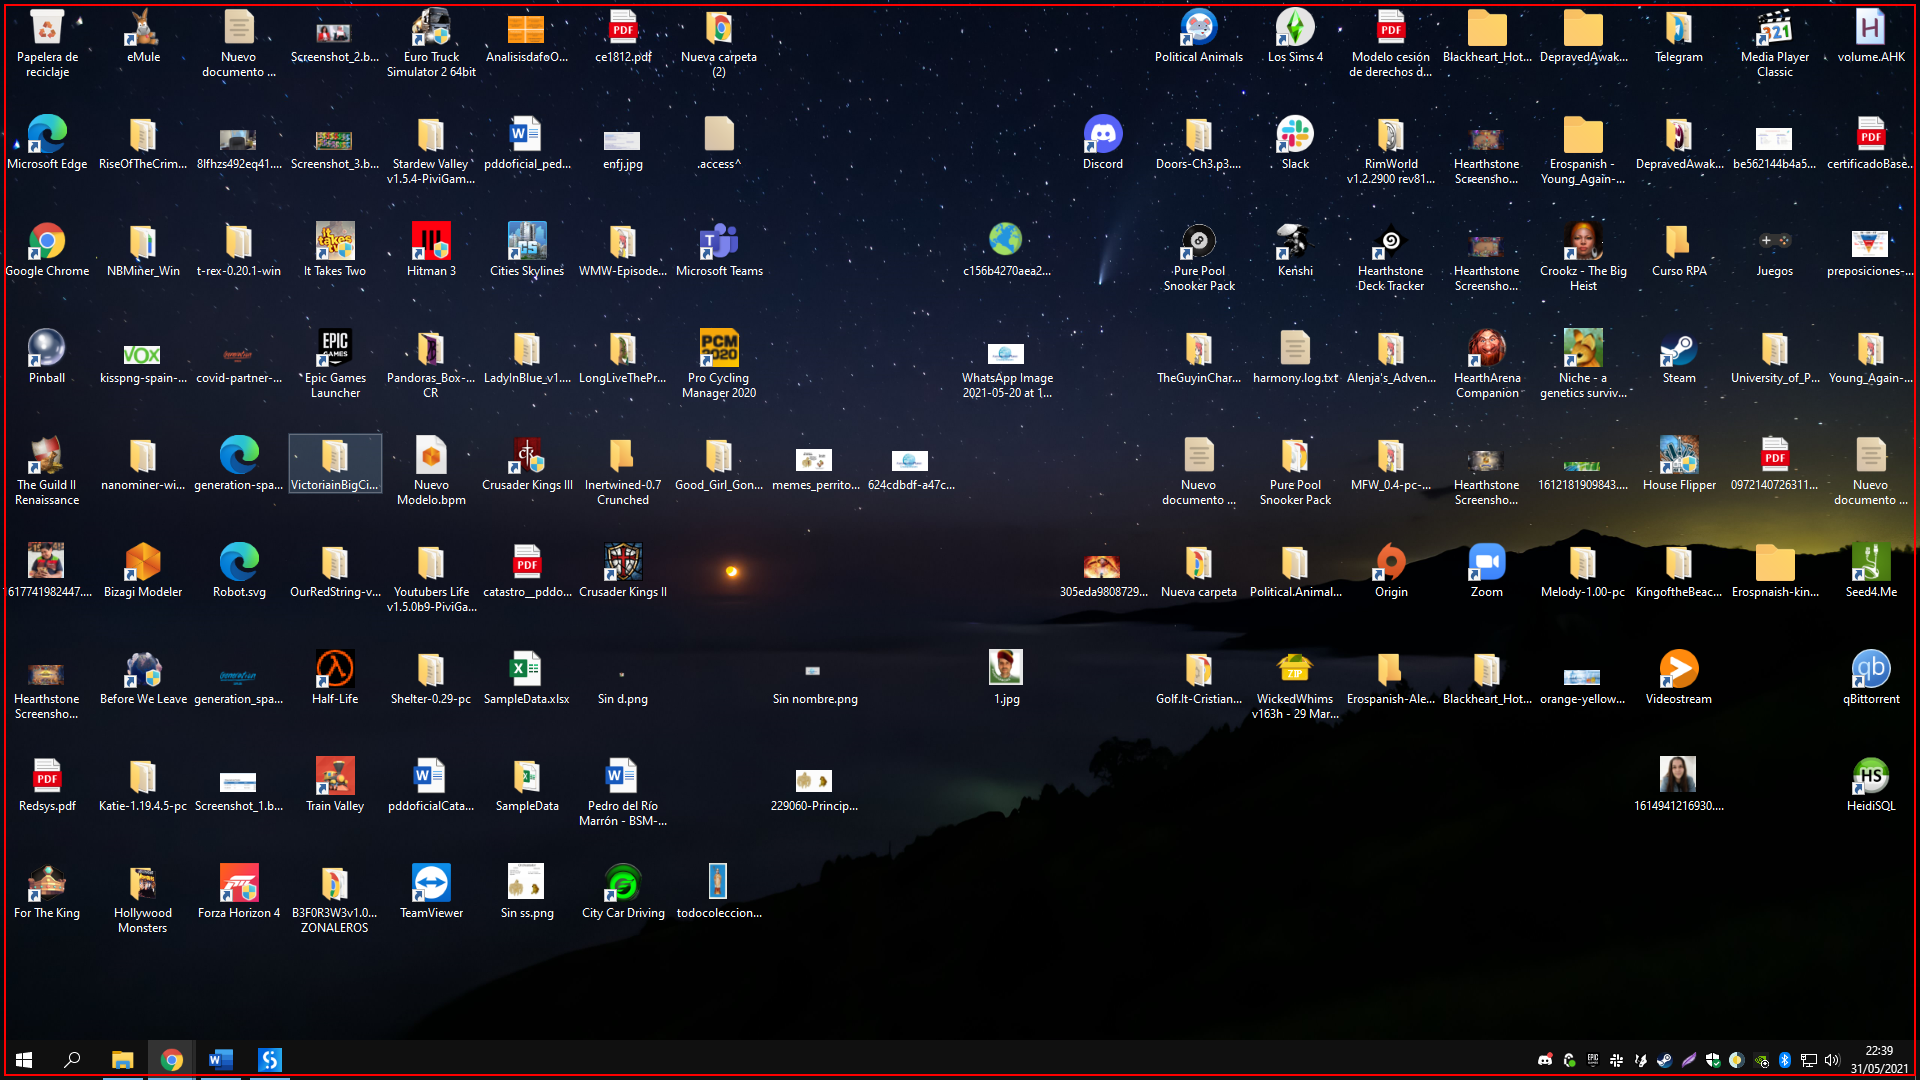 Papelera de
reciclaje
eMule
Nuevo
documento ...
Screenshot_2.b...
Euro Truck
Simulator 2 64bit
AnalisisdafoO...
ce1812.pdf
Nueva carpeta
(2)
Political Animals
Los Sims 4
Modelo cesión
de derechos d...
Blackheart_Hot...
DepravedAwak...
Telegram
Media Player
Classic
volume.AHK
Microsoft Edge
RiseOfTheCrim...
8lfhzs492eq41....
Screenshot_3.b...
Stardew Valley
v1.5.4-PiviGam...
pddoficial_ped...
enfj.jpg
.access^
Discord
Doors-Ch3.p3....
Slack
RimWorld
v1.2.2900 rev81...
Hearthstone
Screensho...
Erospanish -
Young_Again-...
DepravedAwak...
be562144b4a5...
certificadoBase...
Google Chrome
NBMiner_Win
t-rex-0.20.1-win
It Takes Two
Hitman 3
Cities Skylines
WMW-Episode...
Microsoft Teams
c156b4270aea2...
Pure Pool
Snooker Pack
Kenshi
Hearthstone
Deck Tracker
Hearthstone
Screensho...
Crookz - The Big
Heist
Curso RPA
Juegos
preposiciones-...
Pinball
kisspng-spain-...
covid-partner-...
Epic Games
Launcher
Pandoras_Box-...
CR
LadyInBlue_v1....
LongLiveThePr...
Pro Cycling
Manager 2020
WhatsApp Image
2021-05-20 at 1...
TheGuyinChar...
harmony.log.txt
Alenja's_Adven...
HearthArena
Companion
Niche - a
genetics surviv...
Steam
University_of_P...
Young_Again-...
The Guild II
Renaissance
nanominer-wi...
generation-spa...
VictoriainBigCi...
Nuevo
Modelo.bpm
Crusader Kings III
Inertwined-0.7
Crunched
Good_Girl_Gon...
memes_perrito...
624cdbdf-a47c...
Nuevo
documento ...
Pure Pool
Snooker Pack
MFW_0.4-pc-...
Hearthstone
Screensho...
1612181909843....
House Flipper
0972140726311...
Nuevo
documento ...
1617741982447....
Bizagi Modeler
Robot.svg
OurRedString-v...
Youtubers Life
v1.5.0b9-PiviGa...
catastro__pddo...
Crusader Kings II
305eda9808729...
Nueva carpeta
Political.Animal...
Origin
Zoom
Melody-1.00-pc
KingoftheBeac...
Erospnaish-kin...
Seed4.Me
Hearthstone
Screensho...
Before We Leave
generation_spa...
Half-Life
Shelter-0.29-pc
SampleData.xlsx
Sin d.png
Sin nombre.png
1.jpg
Golf.It-Cristian...
WickedWhims
v163h - 29 Mar...
Erospanish-Ale...
Blackheart_Hot...
orange-yellow...
Videostream
qBittorrent
Redsys.pdf
Katie-1.19.4.5-pc
Screenshot_1.b...
Train Valley
pddoficialCata...
SampleData
Pedro del Río
Marrón - BSM-...
229060-Princip...
1614941216930....
HeidiSQL
For The King
Hollywood
Monsters
Forza Horizon 4
B3F0R3W3v1.0...
ZONALEROS
TeamViewer
Sin ss.png
City Car Driving
todocoleccion...
22:39
31/05/2021